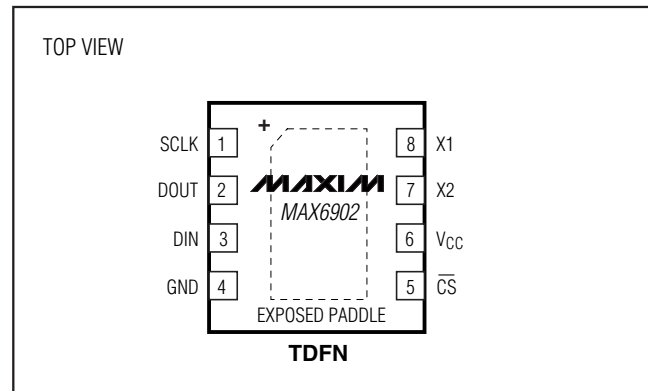 TOP VIEW
+
SCLK 1
8 X1
DOUT 2
MAXIM
7 X2
MAX6902
DIN 3
6 VCC
GND 4
5 C̅S̅
EXPOSED PADDLE
TDFN